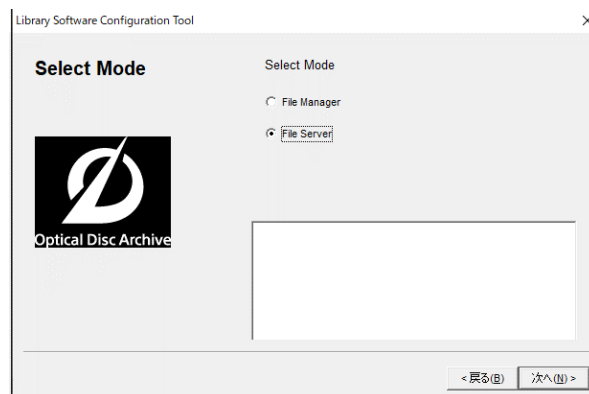 Library Software Configuration Tool
Select Mode
Select Mode
File Manager
File Server
Optical Disc Archive
<戻る(B)
次へ(N) >